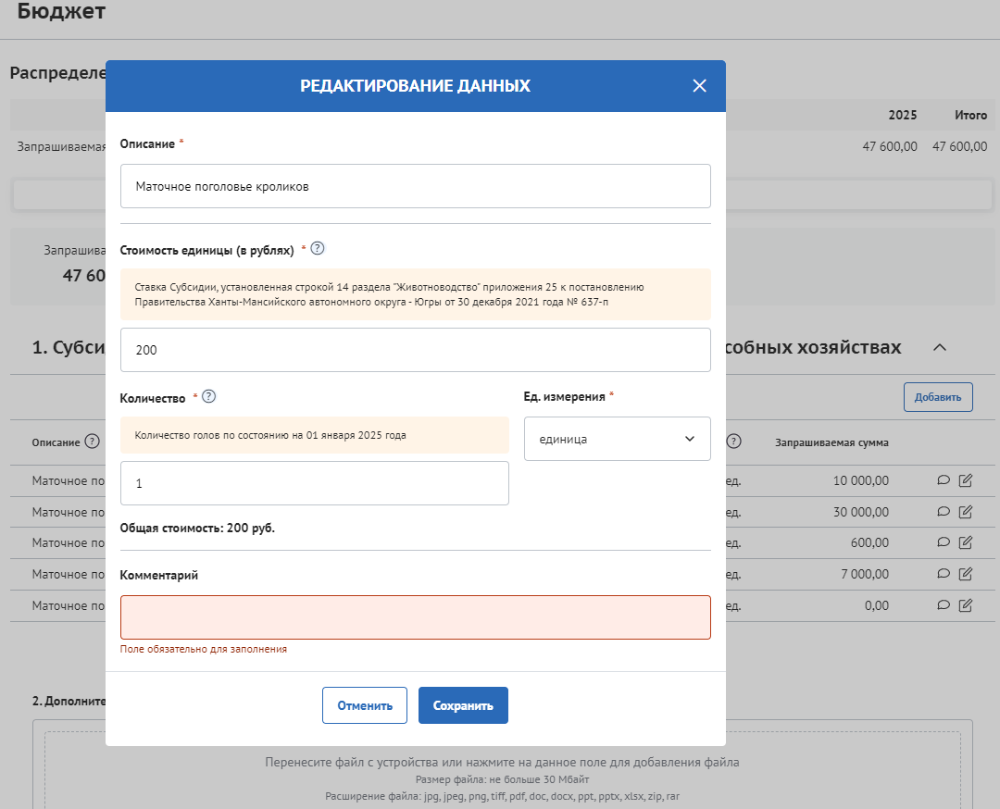 Бюджет
Распределе
2025 Итого
Запрашиваемая 47 600,00 47 600,00
Запрашива
47 60
1. Субси собных хозяйствах
Добавить
Описание ? ? Запрашиваемая сумма
Маточное по ед. 10 000,00
Маточное по ед. 30 000,00
Маточное по ед. 600,00
Маточное по ед. 7 000,00
Маточное по ед. 0,00
2. Дополните
Перенесите файл с устройства или нажмите на данное поле для добавления файла
Размер файла: не больше 30 Мбайт
Расширение файла: jpg, jpeg, png, tiff, pdf, doc, docx, ppt, pptx, xlsx, zip, rar
РЕДАКТИРОВАНИЕ ДАННЫХ
Описание *
Маточное поголовье кроликов
Стоимость единицы (в рублях) * ?
Ставка Субсидии, установленная строкой 14 раздела "Животноводство" приложения 25 к постановлению
Правительства Ханты-Мансийского автономного округа - Югры от 30 декабря 2021 года № 637-п
200
Количество * ? Ед. измерения *
Количество голов по состоянию на 01 января 2025 года
единица
1
Общая стоимость: 200 руб.
Комментарий
Поле обязательно для заполнения
Отменить Сохранить